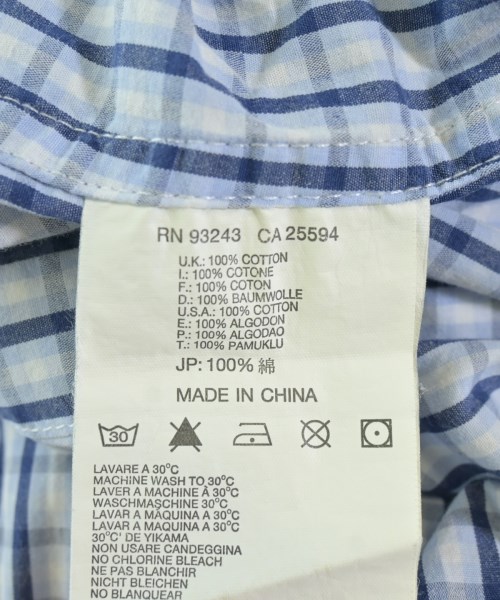 RN 93243 CA 25594
U.K.: 100% COTTON
I.: 100% COTONE
F.: 100% COTON
D.: 100% BAUMWOLLE
U.S.A.: 100% COTTON
E.: 100% ALGODON
P.: 100% ALGODAO
T.: 100% PAMUKLU
JP: 100% 綿
MADE IN CHINA
30
LAVARE A 30°C
MACHINE WASH TO 30°C
LAVER A MACHINE À 30°C
WASCHMASCHINE 30°C
LAVAR A MÁQUINA A 30°C
LAVAR A MAQUINA A 30°C
30°C' DE YIKAMA
NON USARE CANDEGGINA
NO CHLORINE BLEACH
NE PAS BLANCHIR
NICHT BLEICHEN
NO BLANQUEAR